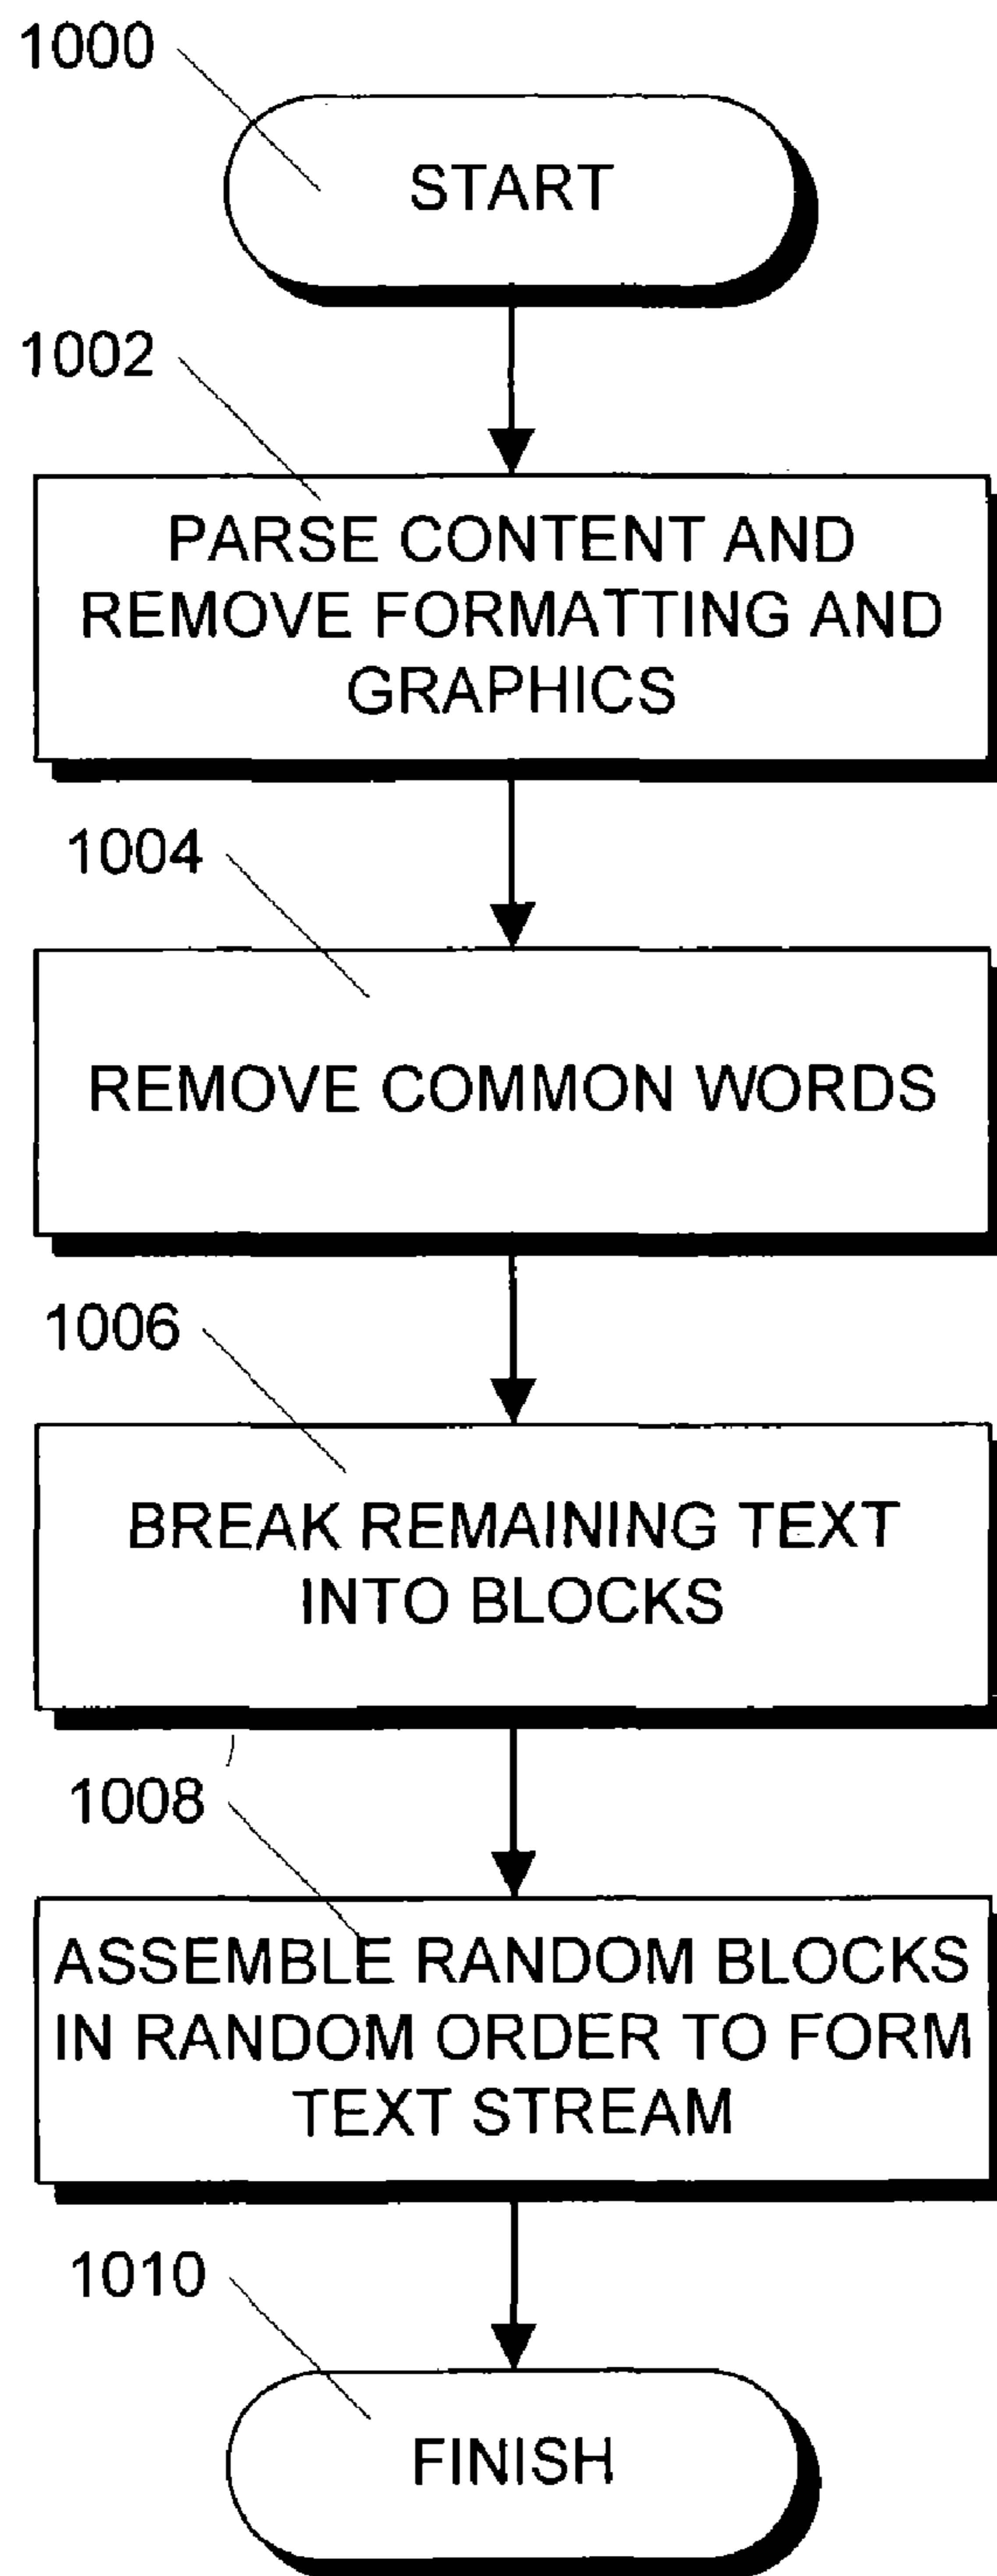 1000
START
1002
PARSE CONTENT AND
REMOVE FORMATTING AND
GRAPHICS
1004
REMOVE COMMON WORDS
1006
BREAK REMAINING TEXT
INTO BLOCKS
1008
ASSEMBLE RANDOM BLOCKS
IN RANDOM ORDER TO FORM
TEXT STREAM
1010
FINISH